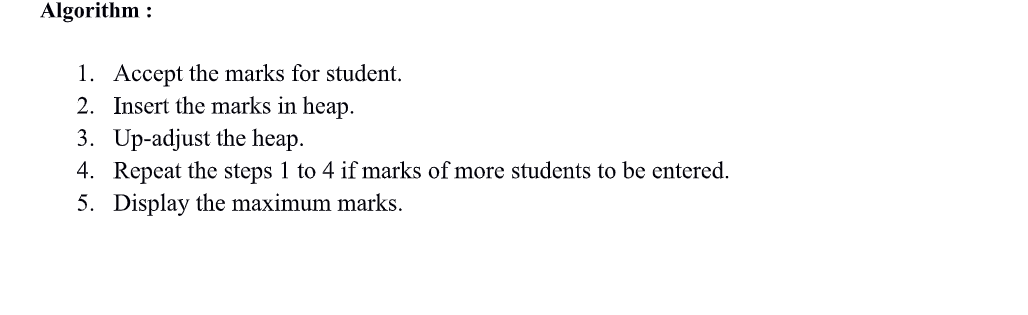 Algorithm :
1. Accept the marks for student.
2. Insert the marks in heap.
3. Up-adjust the heap.
4. Repeat the steps 1 to 4 if marks of more students to be entered.
5. Display the maximum marks.